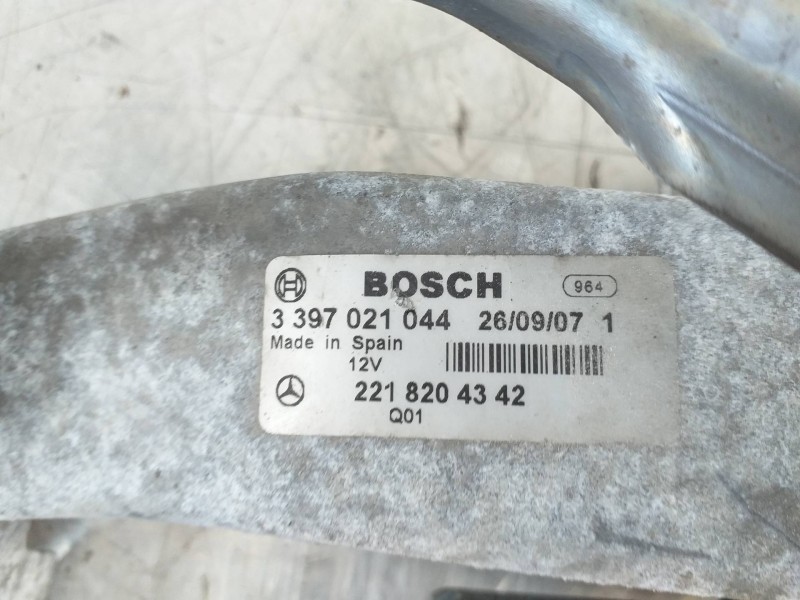 BOSCH 964
3 397 021 044 26/09/07 1
Made in Spain
12V
221 820 43 42
Q01